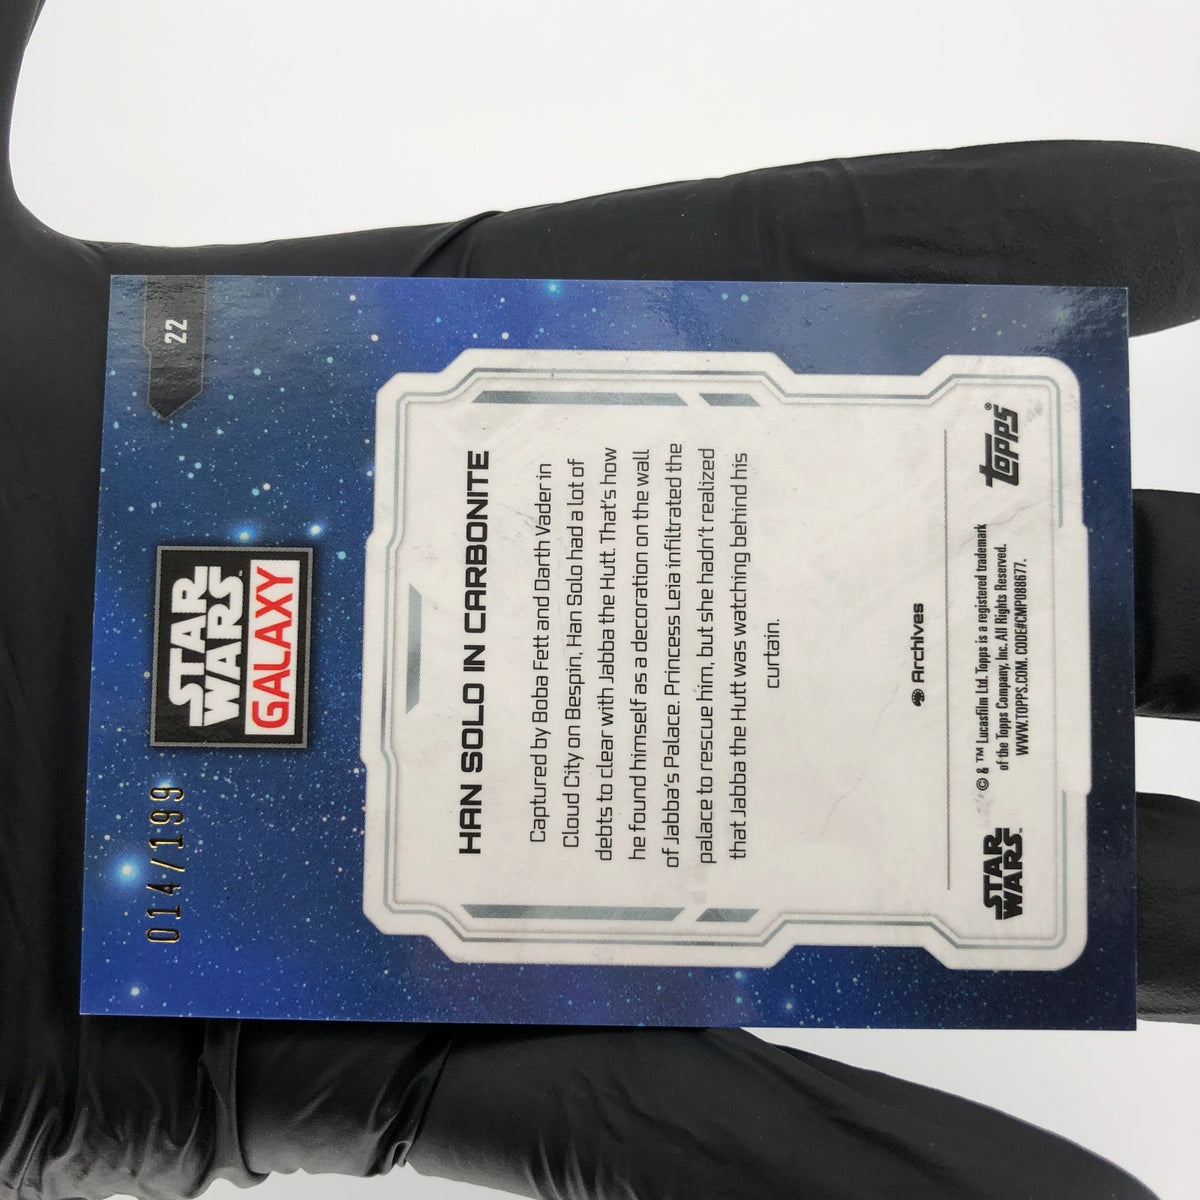 014/199
STAR
WARS™
GALAXY
22
HAN SOLO IN CARBONITE
Captured by Boba Fett and Darth Vader in
Cloud City on Bespin, Han Solo had a lot of
debts to clear with Jabba the Hutt. That's how
he found himself as a decoration on the wall
of Jabba's Palace. Princess Leia infiltrated the
palace to rescue him, but she hadn't realized
that Jabba the Hutt was watching behind his
curtain.
Archives
STAR
WARS™
© & ™ Lucasfilm Ltd. Topps is a registered trademark
of the Topps Company, Inc. All Rights Reserved.
WWW.TOPPS.COM. CODE#CMP088677.
topps®